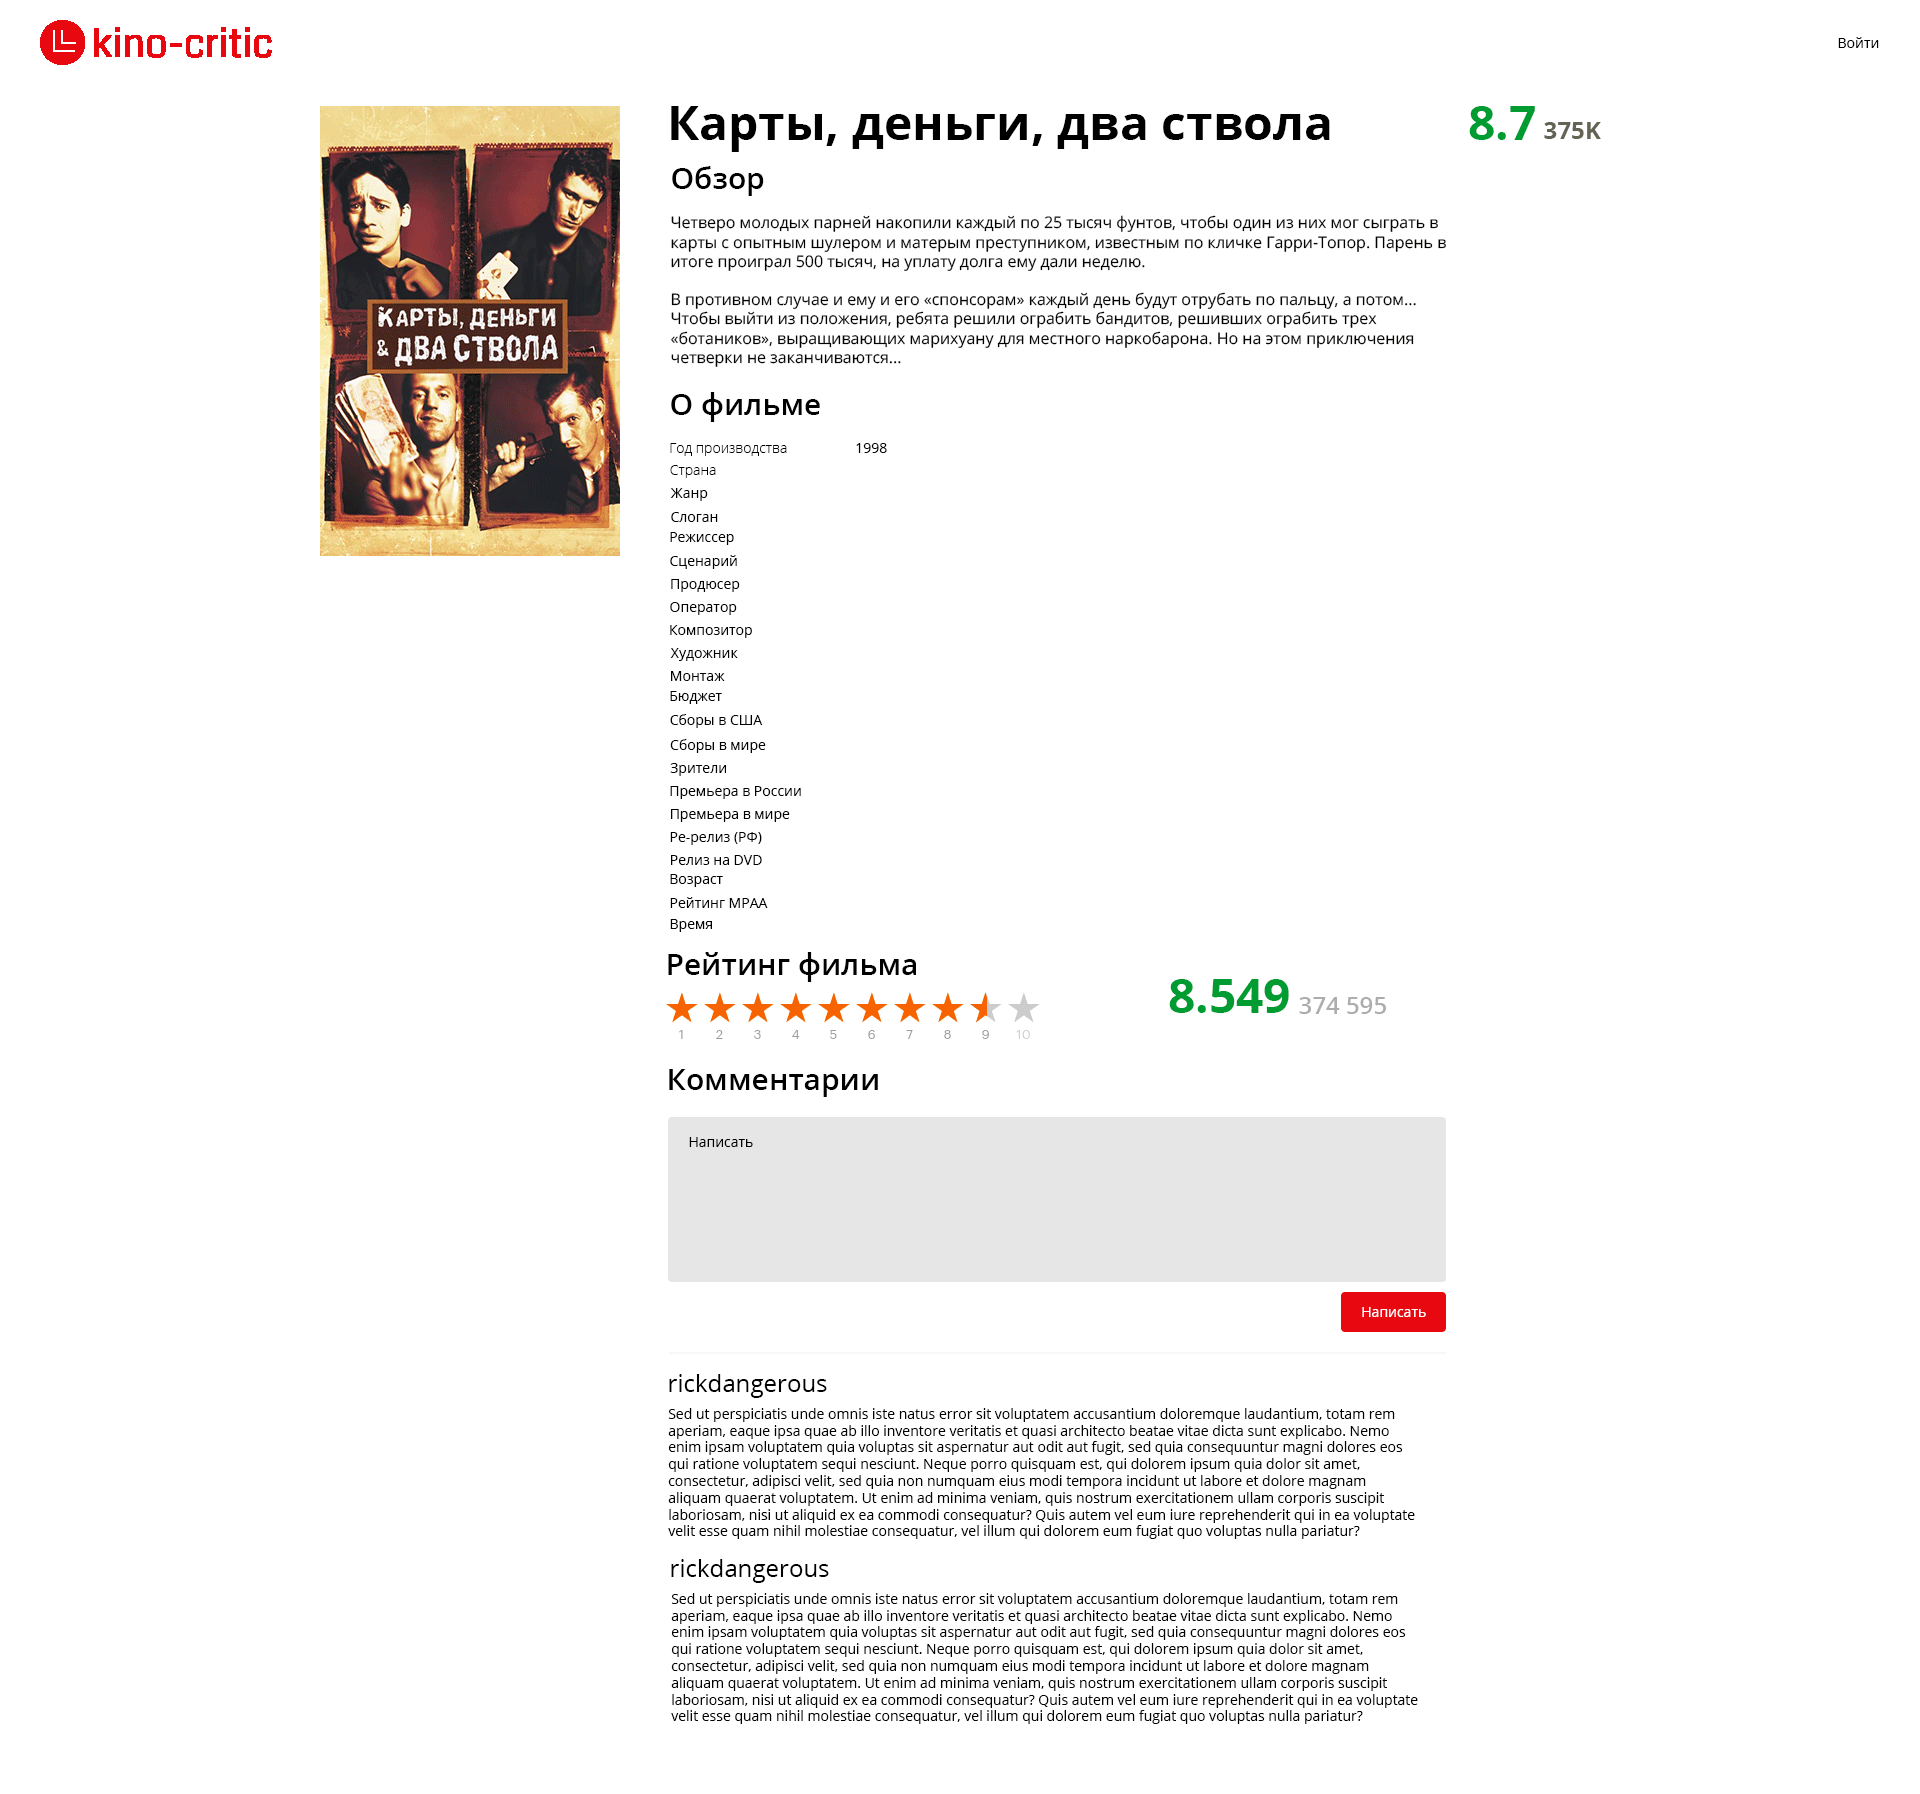 kino-critic
Войти
Карты, деньги, два ствола
8.7 375K
КАРТЫ, ДЕНЬГИ
& ДВА СТВОЛА
Обзор
Четверо молодых парней накопили каждый по 25 тысяч фунтов, чтобы один из них мог сыграть в
карты с опытным шулером и матерым преступником, известным по кличке Гарри-Топор. Парень в
итоге проиграл 500 тысяч, на уплату долга ему дали неделю.
В противном случае и ему и его «спонсорам» каждый день будут отрубать по пальцу, а потом...
Чтобы выйти из положения, ребята решили ограбить бандитов, решивших ограбить трех
«ботаников», выращивающих марихуану для местного наркобарона. Но на этом приключения
четверки не заканчиваются...
О фильме
Год производства 1998
Страна
Жанр
Слоган
Режиссер
Сценарий
Продюсер
Оператор
Композитор
Художник
Монтаж
Бюджет
Сборы в США
Сборы в мире
Зрители
Премьера в России
Премьера в мире
Ре-релиз (РФ)
Релиз на DVD
Возраст
Рейтинг MPAA
Время
Рейтинг фильма
8.549 374 595
1 2 3 4 5 6 7 8 9 10
Комментарии
Написать
Написать
rickdangerous
Sed ut perspiciatis unde omnis iste natus error sit voluptatem accusantium doloremque laudantium, totam rem
aperiam, eaque ipsa quae ab illo inventore veritatis et quasi architecto beatae vitae dicta sunt explicabo. Nemo
enim ipsam voluptatem quia voluptas sit aspernatur aut odit aut fugit, sed quia consequuntur magni dolores eos
qui ratione voluptatem sequi nesciunt. Neque porro quisquam est, qui dolorem ipsum quia dolor sit amet,
consectetur, adipisci velit, sed quia non numquam eius modi tempora incidunt ut labore et dolore magnam
aliquam quaerat voluptatem. Ut enim ad minima veniam, quis nostrum exercitationem ullam corporis suscipit
laboriosam, nisi ut aliquid ex ea commodi consequatur? Quis autem vel eum iure reprehenderit qui in ea voluptate
velit esse quam nihil molestiae consequatur, vel illum qui dolorem eum fugiat quo voluptas nulla pariatur?
rickdangerous
Sed ut perspiciatis unde omnis iste natus error sit voluptatem accusantium doloremque laudantium, totam rem
aperiam, eaque ipsa quae ab illo inventore veritatis et quasi architecto beatae vitae dicta sunt explicabo. Nemo
enim ipsam voluptatem quia voluptas sit aspernatur aut odit aut fugit, sed quia consequuntur magni dolores eos
qui ratione voluptatem sequi nesciunt. Neque porro quisquam est, qui dolorem ipsum quia dolor sit amet,
consectetur, adipisci velit, sed quia non numquam eius modi tempora incidunt ut labore et dolore magnam
aliquam quaerat voluptatem. Ut enim ad minima veniam, quis nostrum exercitationem ullam corporis suscipit
laboriosam, nisi ut aliquid ex ea commodi consequatur? Quis autem vel eum iure reprehenderit qui in ea voluptate
velit esse quam nihil molestiae consequatur, vel illum qui dolorem eum fugiat quo voluptas nulla pariatur?